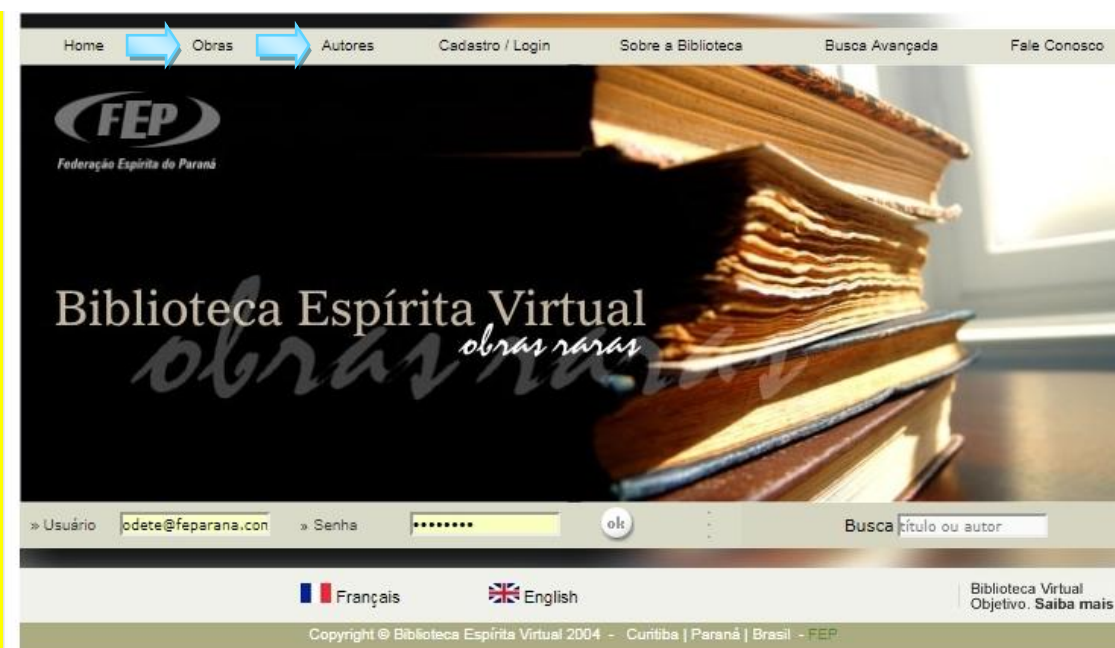 Home Obras Autores Cadastro / Login Sobre a Biblioteca Busca Avançada Fale Conosco
FEP
Federação Espírita do Paraná
Biblioteca Espírita Virtual
obras raras
obras raras
» Usuário odete@feparana.con » Senha •••••••• ok Busca título ou autor
Français English Biblioteca Virtual
Objetivo. Saiba mais
Copyright © Biblioteca Espírita Virtual 2004 - Curitiba | Paraná | Brasil - FEP